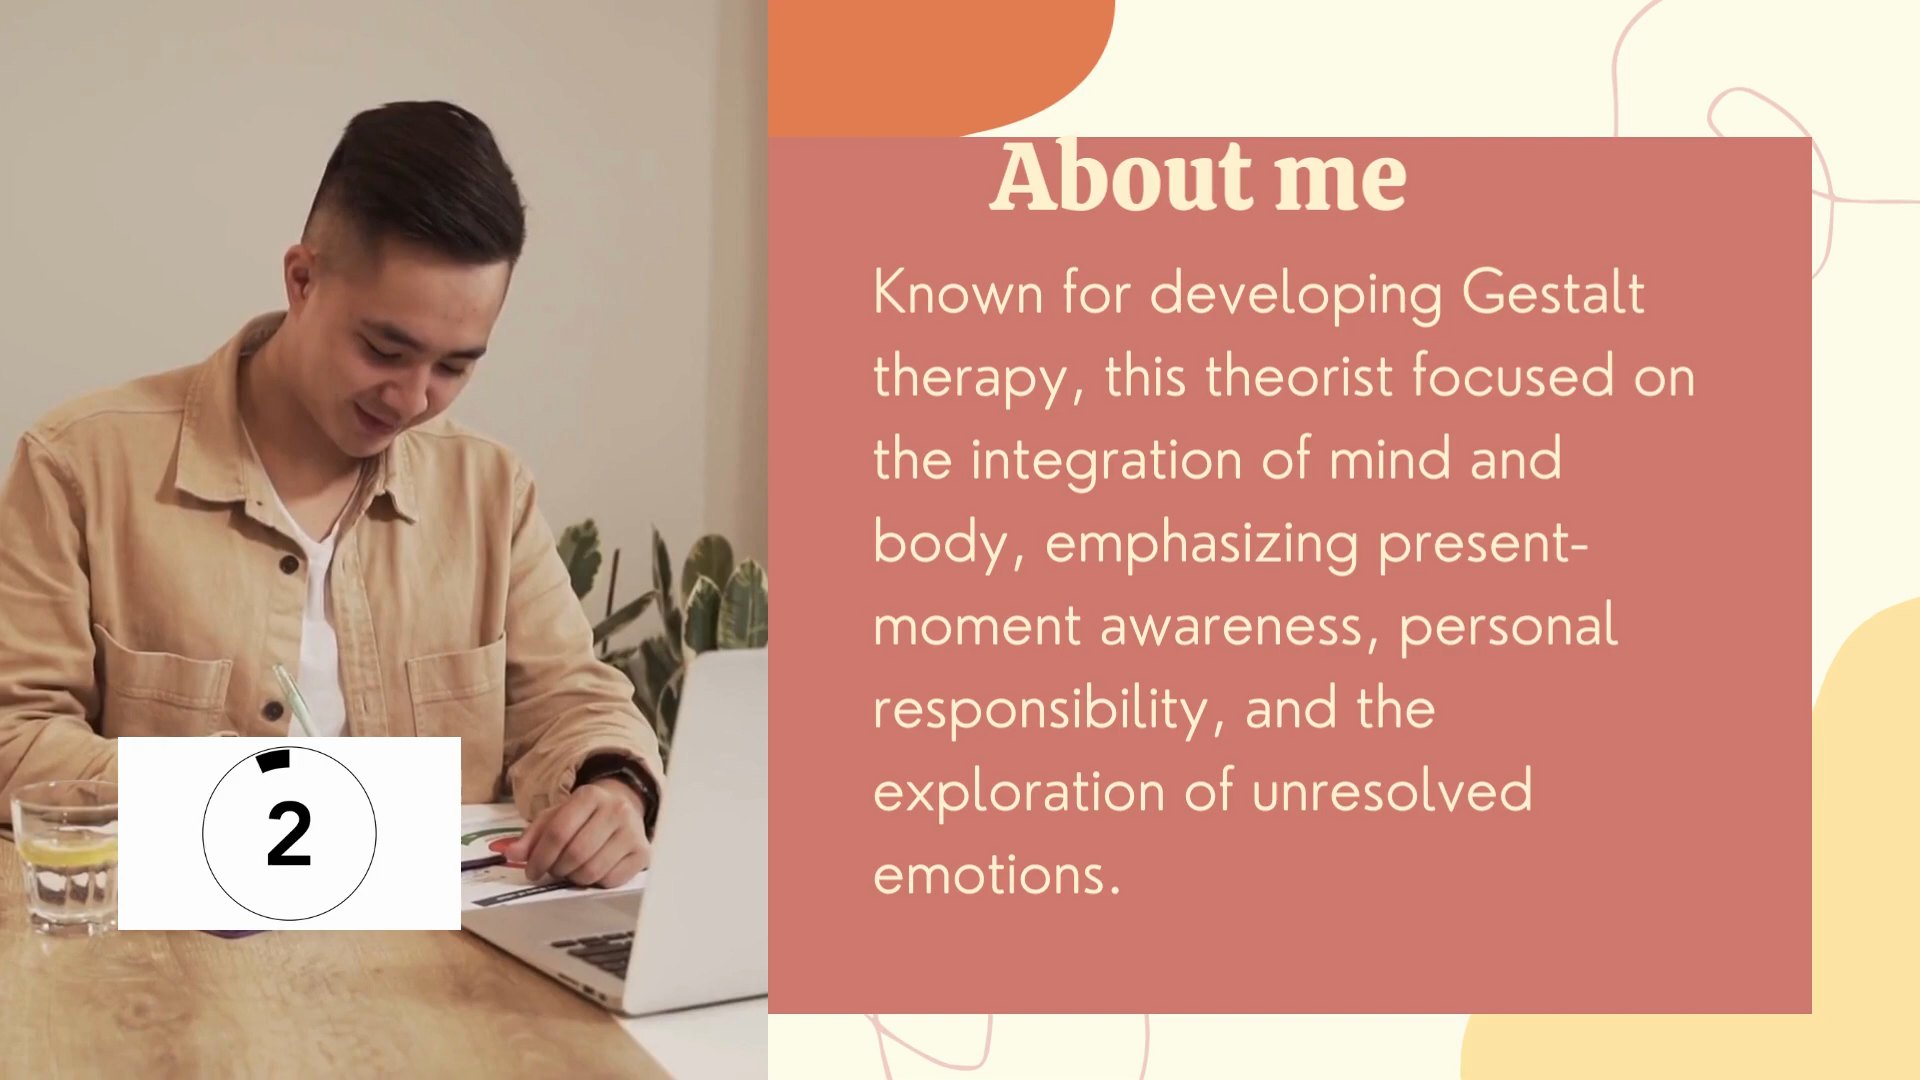 About me
Known for developing Gestalt
therapy, this theorist focused on
the integration of mind and
body, emphasizing present-
moment awareness, personal
responsibility, and the
exploration of unresolved
emotions.
2